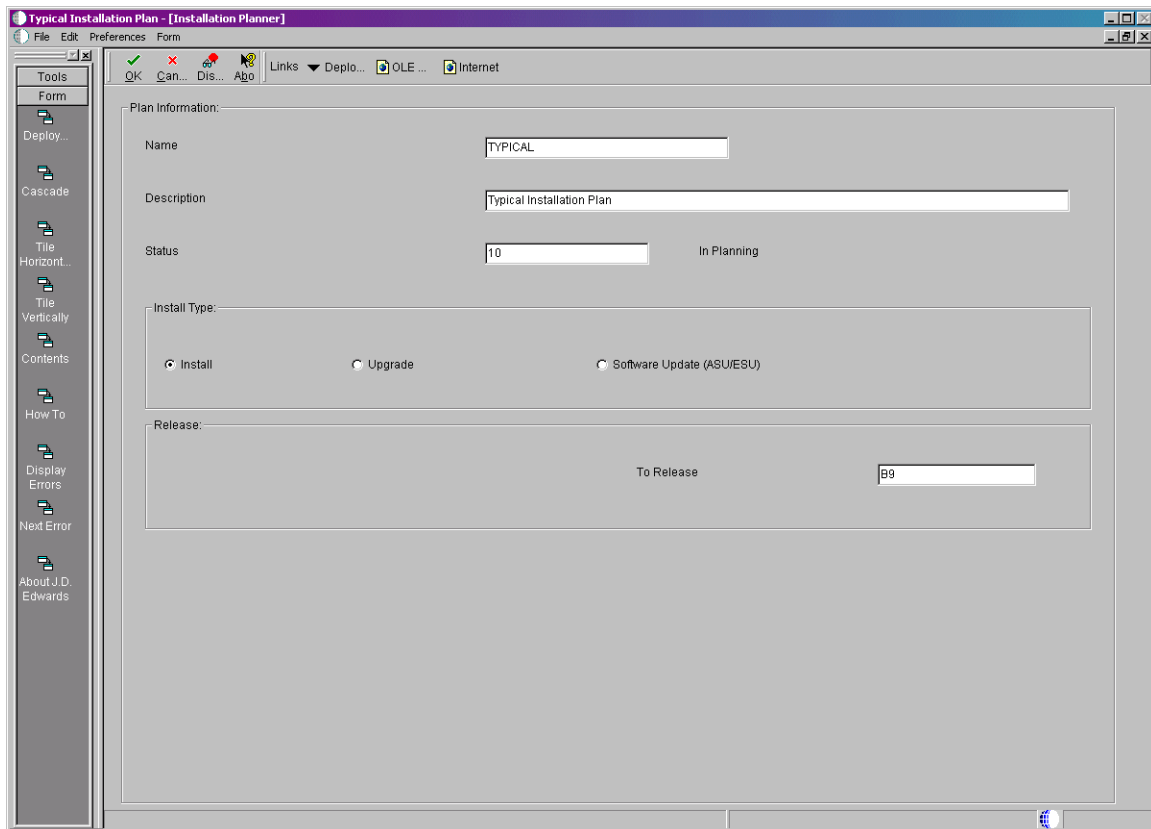 Typical Installation Plan - [Installation Planner]
File Edit Preferences Form
Tools
Form
Deploy...
Cascade
Tile
Horizont...
Tile
Vertically
Contents
How To
Display
Errors
Next Error
About J.D.
Edwards
OK Can... Dis... Abo Links Deplo... OLE ... Internet
Plan Information:
Name TYPICAL
Description Typical Installation Plan
Status 10 In Planning
Install Type:
Install Upgrade Software Update (ASU/ESU)
Release:
To Release B9